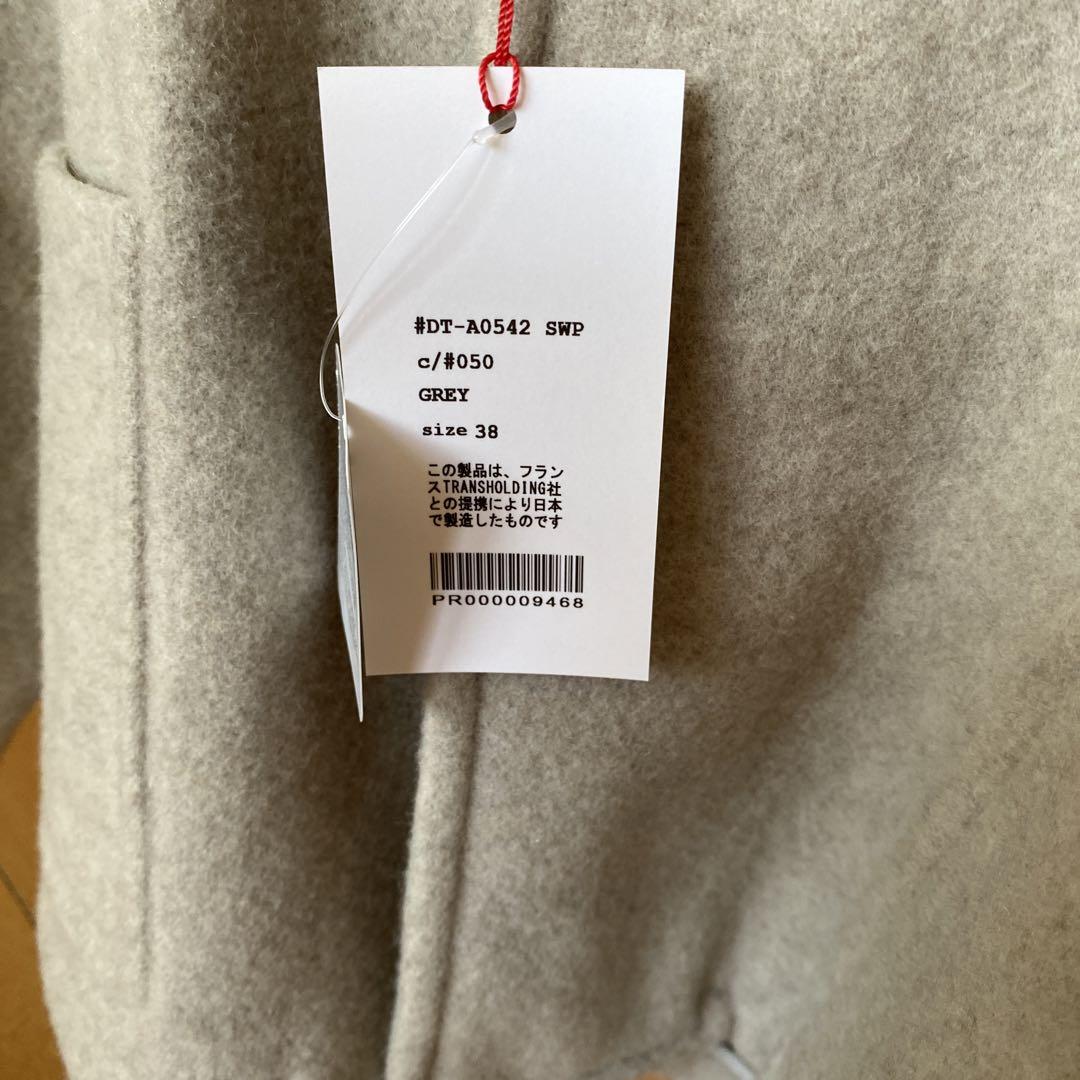 #DT-A0542 SWP
c/#050
GREY
size 38
この製品は、フラン
スTRANSHOLDING社
との提携により日本
で製造したものです
PR000009468